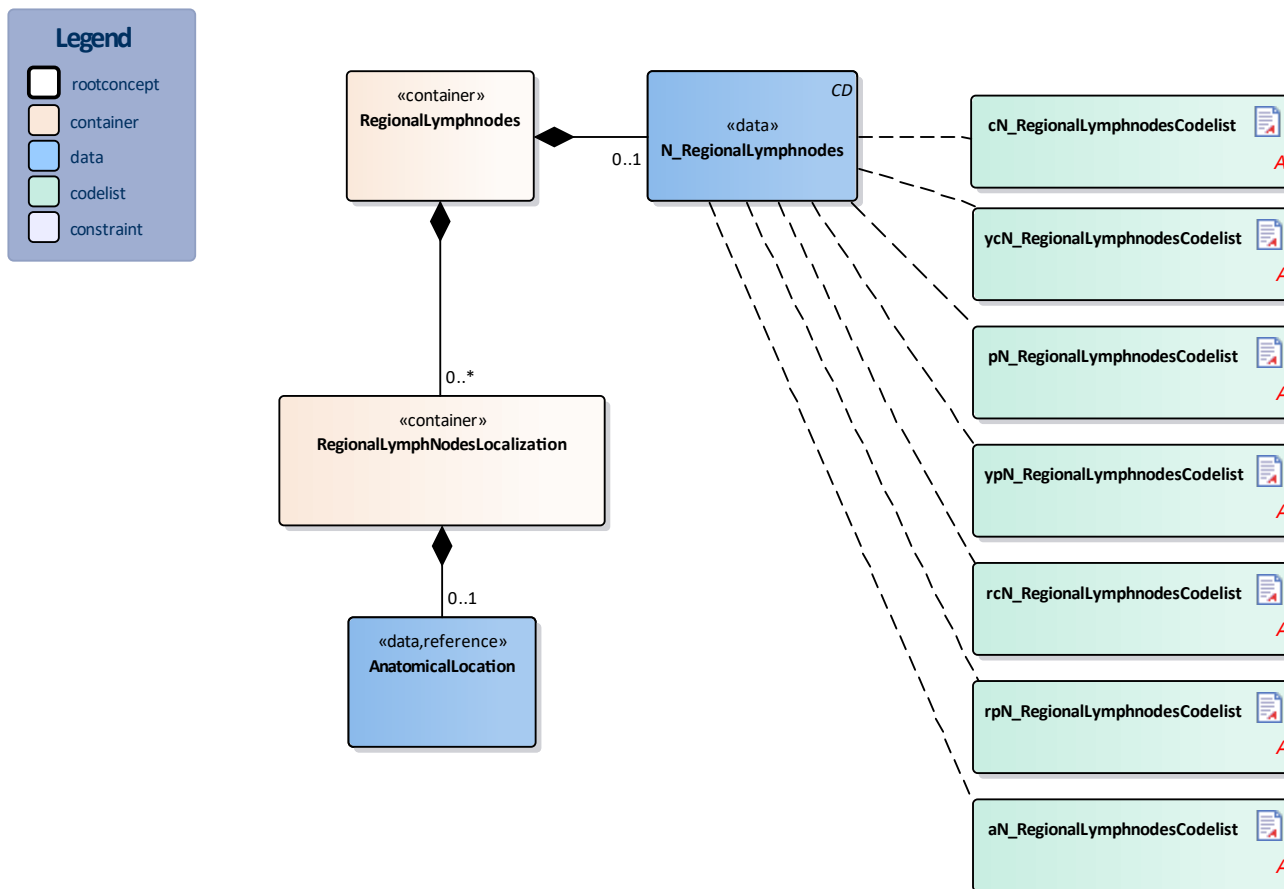 Legend
rootconcept
container
data
codelist
constraint
«container»
RegionalLymphnodes
0..1
CD
«data»
N_RegionalLymphnodes
cN_RegionalLymphnodesCodelist
A
ycN_RegionalLymphnodesCodelist
A
pN_RegionalLymphnodesCodelist
A
0..*
«container»
RegionalLymphNodesLocalization
ypN_RegionalLymphnodesCodelist
A
rcN_RegionalLymphnodesCodelist
A
0..1
«data,reference»
AnatomicalLocation
rpN_RegionalLymphnodesCodelist
A
aN_RegionalLymphnodesCodelist
A